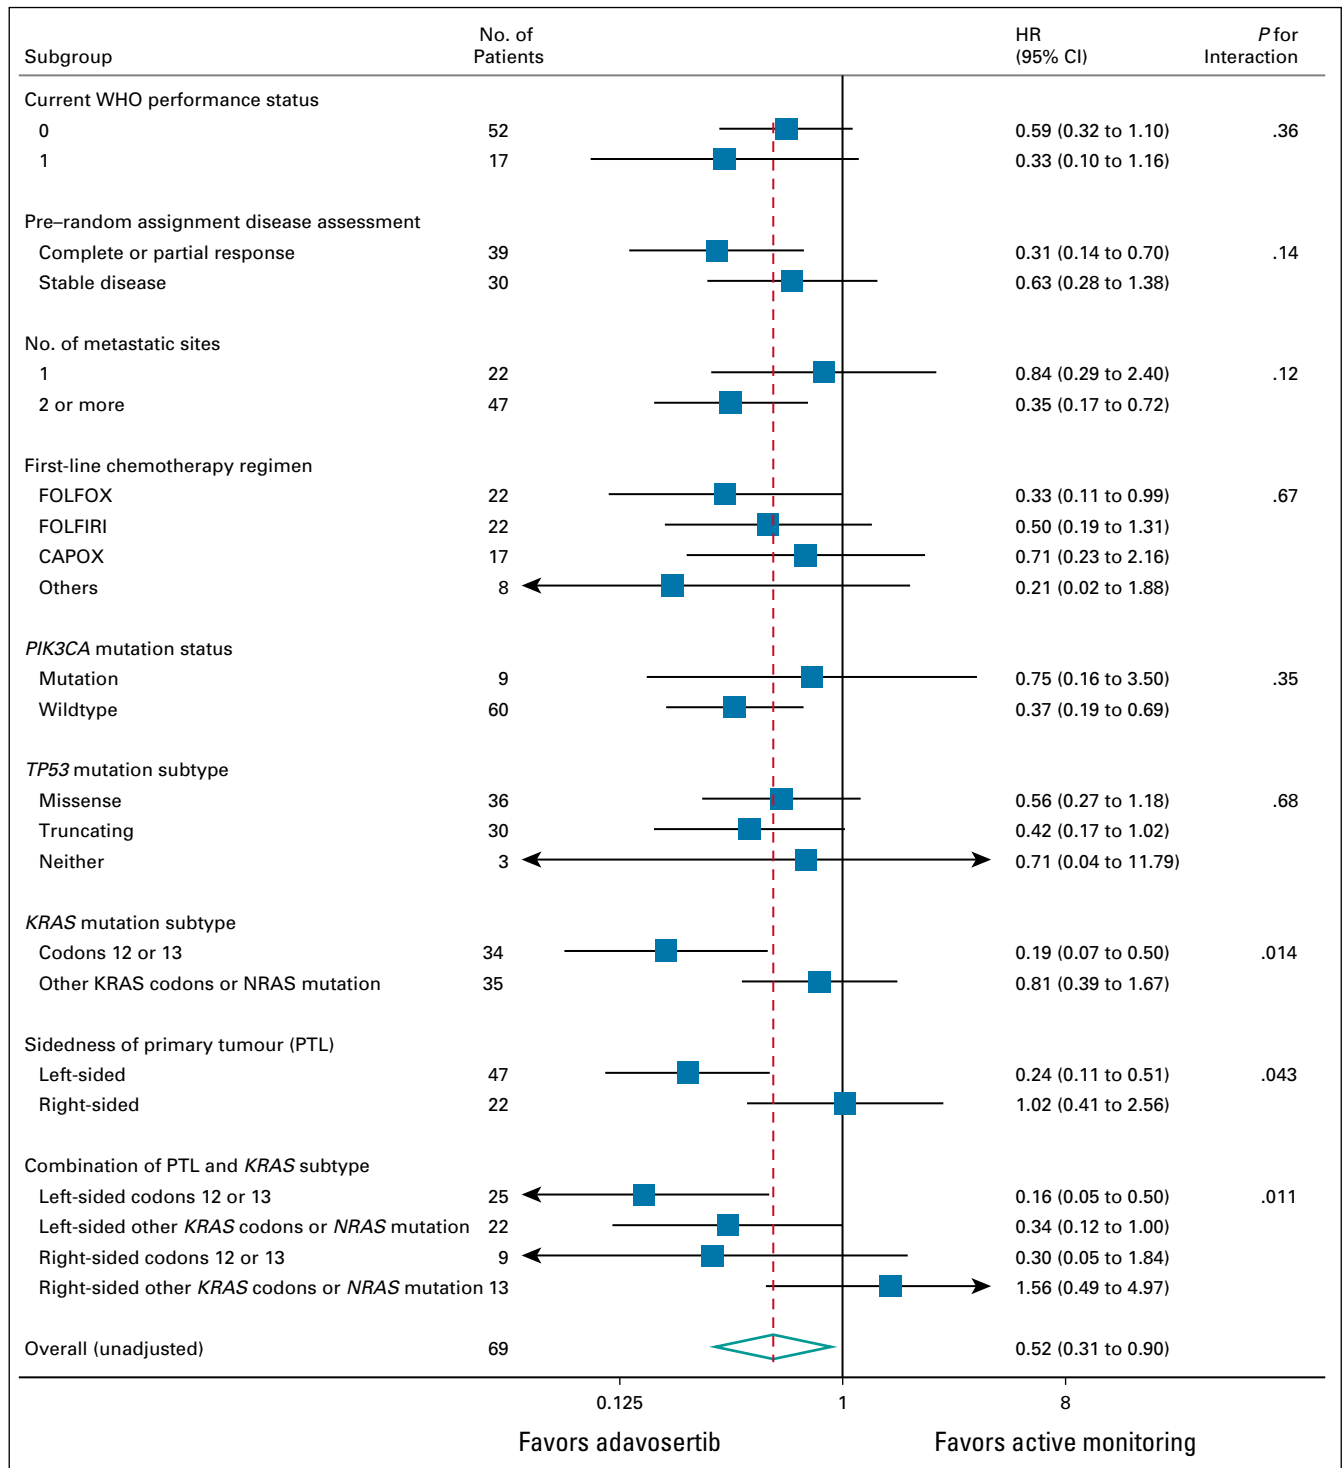 Subgroup No. of Patients HR (95% CI) P for Interaction
Current WHO performance status
0 52 0.59 (0.32 to 1.10) .36
1 17 0.33 (0.10 to 1.16)
Pre–random assignment disease assessment
Complete or partial response 39 0.31 (0.14 to 0.70) .14
Stable disease 30 0.63 (0.28 to 1.38)
No. of metastatic sites
1 22 0.84 (0.29 to 2.40) .12
2 or more 47 0.35 (0.17 to 0.72)
First-line chemotherapy regimen
FOLFOX 22 0.33 (0.11 to 0.99) .67
FOLFIRI 22 0.50 (0.19 to 1.31)
CAPOX 17 0.71 (0.23 to 2.16)
Others 8 0.21 (0.02 to 1.88)
PIK3CA mutation status
Mutation 9 0.75 (0.16 to 3.50) .35
Wildtype 60 0.37 (0.19 to 0.69)
TP53 mutation subtype
Missense 36 0.56 (0.27 to 1.18) .68
Truncating 30 0.42 (0.17 to 1.02)
Neither 3 0.71 (0.04 to 11.79)
KRAS mutation subtype
Codons 12 or 13 34 0.19 (0.07 to 0.50) .014
Other KRAS codons or NRAS mutation 35 0.81 (0.39 to 1.67)
Sidedness of primary tumour (PTL)
Left-sided 47 0.24 (0.11 to 0.51) .043
Right-sided 22 1.02 (0.41 to 2.56)
Combination of PTL and KRAS subtype
Left-sided codons 12 or 13 25 0.16 (0.05 to 0.50) .011
Left-sided other KRAS codons or NRAS mutation 22 0.34 (0.12 to 1.00)
Right-sided codons 12 or 13 9 0.30 (0.05 to 1.84)
Right-sided other KRAS codons or NRAS mutation 13 1.56 (0.49 to 4.97)
Overall (unadjusted) 69 0.52 (0.31 to 0.90)
0.125 1 8
Favors adavosertib Favors active monitoring